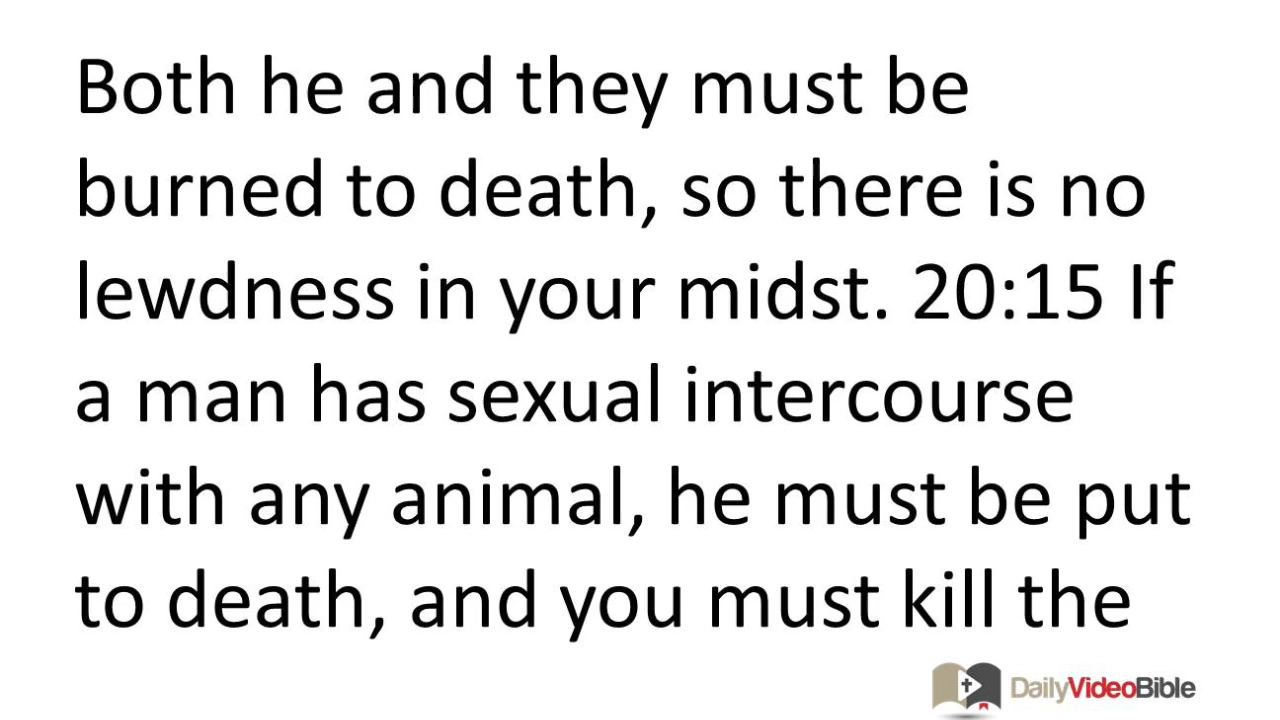 Both he and they must be
burned to death, so there is no
lewdness in your midst. 20:15 If
a man has sexual intercourse
with any animal, he must be put
to death, and you must kill the
DailyVideoBible